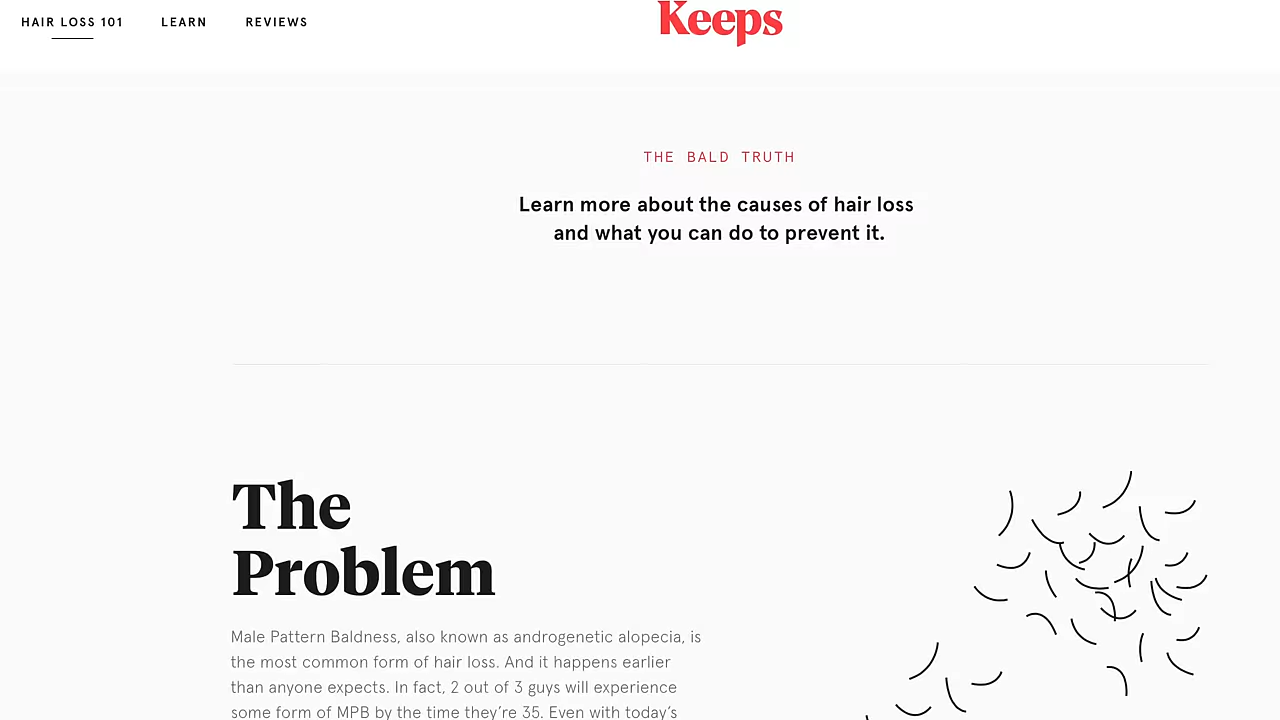 HAIR LOSS 101 LEARN REVIEWS
Keeps
THE BALD TRUTH
Learn more about the causes of hair loss
and what you can do to prevent it.
The
Problem
Male Pattern Baldness, also known as androgenetic alopecia, is
the most common form of hair loss. And it happens earlier
than anyone expects. In fact, 2 out of 3 guys will experience
some form of MPB by the time they’re 35. Even with today’s